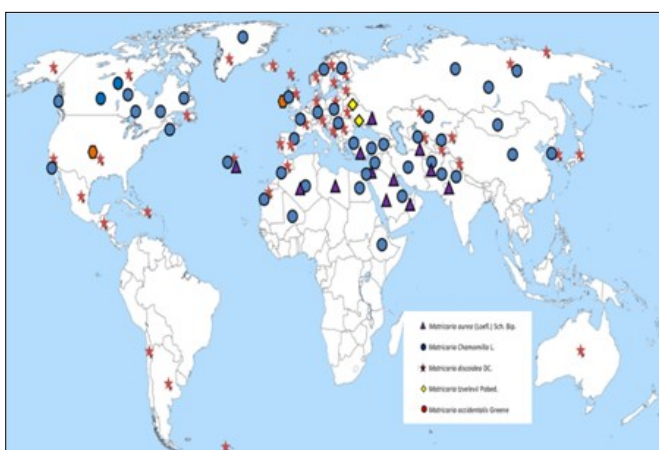 Matricaria aurea (Loefl.) Sch. Bip.
Matricaria Chamomilla L.
Matricaria discoidea DC.
Matricaria tzvelevii Pobed.
Matricaria occidentalis Greene